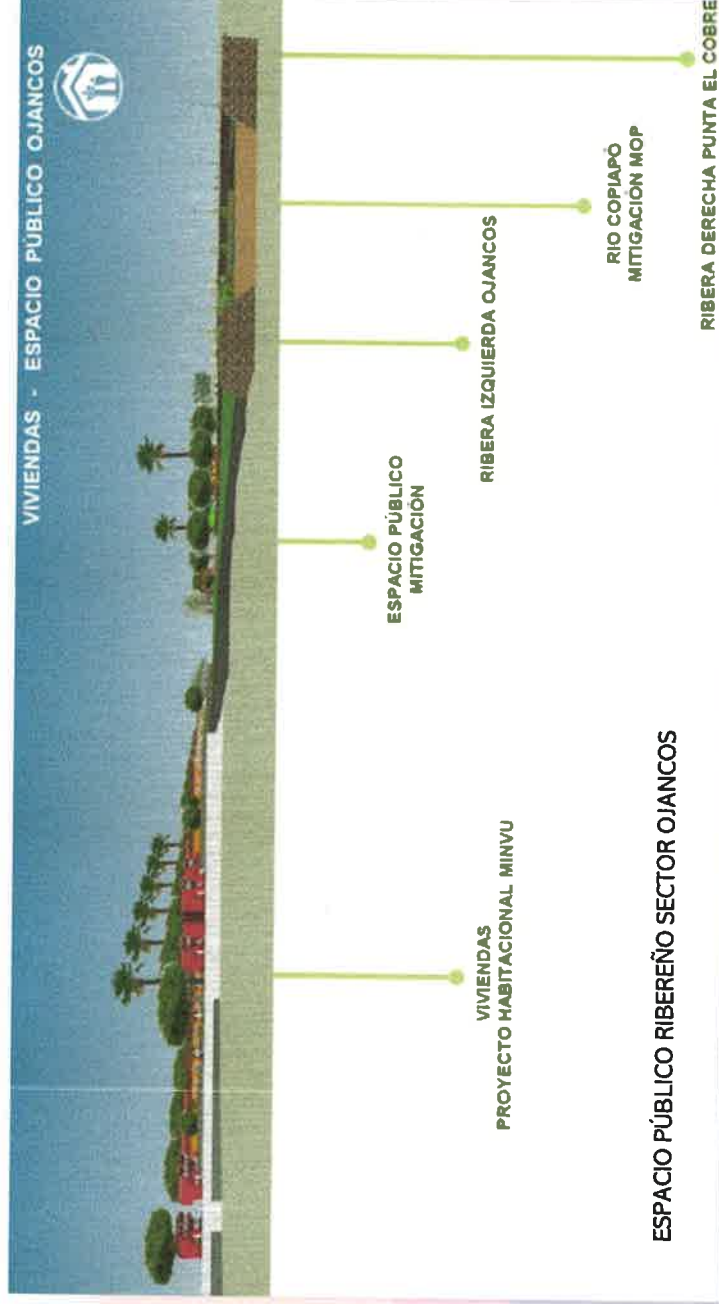 VIVIENDAS - ESPACIO PÚBLICO OJANCOS
VIVIENDAS
PROYECTO HABITACIONAL MINVU
ESPACIO PÚBLICO
MITIGACIÓN
RIBERA IZQUIERDA OJANCOS
RIO COPIAPÓ
MITIGACIÓN MOP
RIBERA DERECHA PUNTA EL COBRE
ESPACIO PÚBLICO RIBEREÑO SECTOR OJANCOS